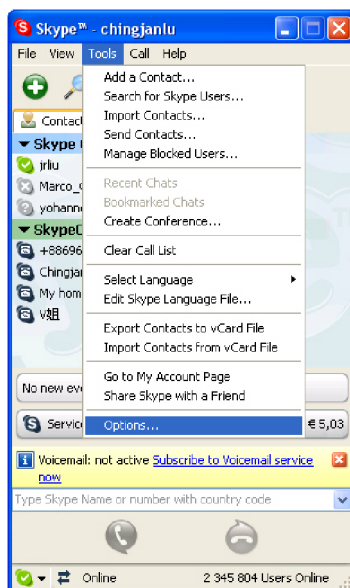 Skype™ - chingjanlu
File View Tools Call Help
Add a Contact...
Search for Skype Users...
Import Contacts...
Send Contacts...
Manage Blocked Users...
Recent Chats
Bookmarked Chats
Create Conference...
Clear Call List
Select Language
Edit Skype Language File...
Export Contacts to vCard File
Import Contacts from vCard File
Go to My Account Page
Share Skype with a Friend
Options...
Contac
Skype
jrliu
Marco_
yohann
SkypeO
+88696
Chingja
My hom
V姐
No new ev
Servic
€ 5,03
Voicemail: not active Subscribe to Voicemail service
now
Type Skype Name or number with country code
Online 2 345 804 Users Online